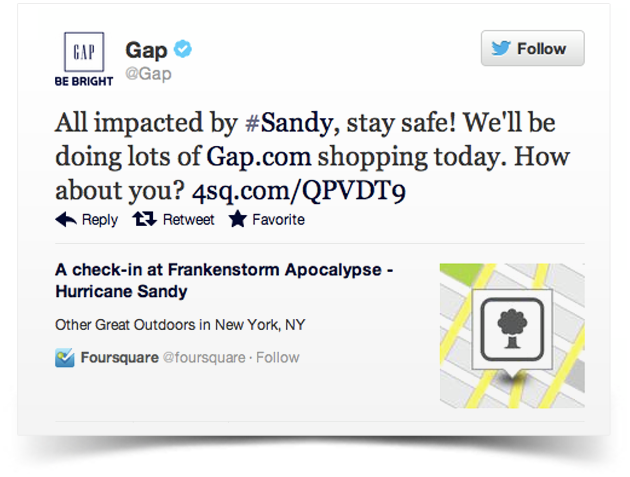 GAP
BE BRIGHT
Gap
@Gap
Follow
All impacted by #Sandy, stay safe! We'll be
doing lots of Gap.com shopping today. How
about you? 4sq.com/QPVDT9
Reply Retweet Favorite
A check-in at Frankenstorm Apocalypse -
Hurricane Sandy
Other Great Outdoors in New York, NY
Foursquare @foursquare · Follow